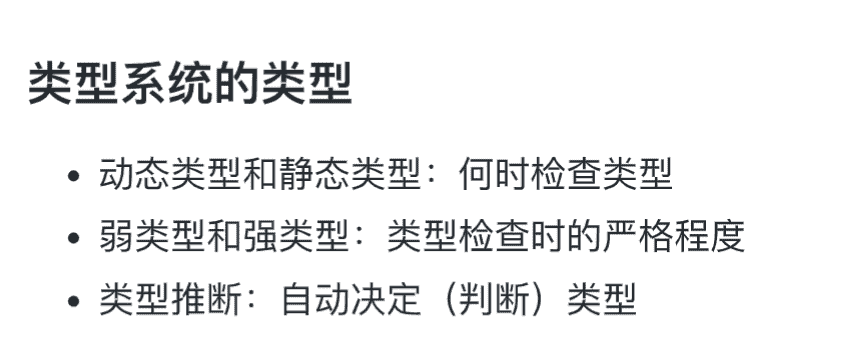 类型系统的类型
• 动态类型和静态类型：何时检查类型
• 弱类型和强类型：类型检查时的严格程度
• 类型推断：自动决定（判断）类型